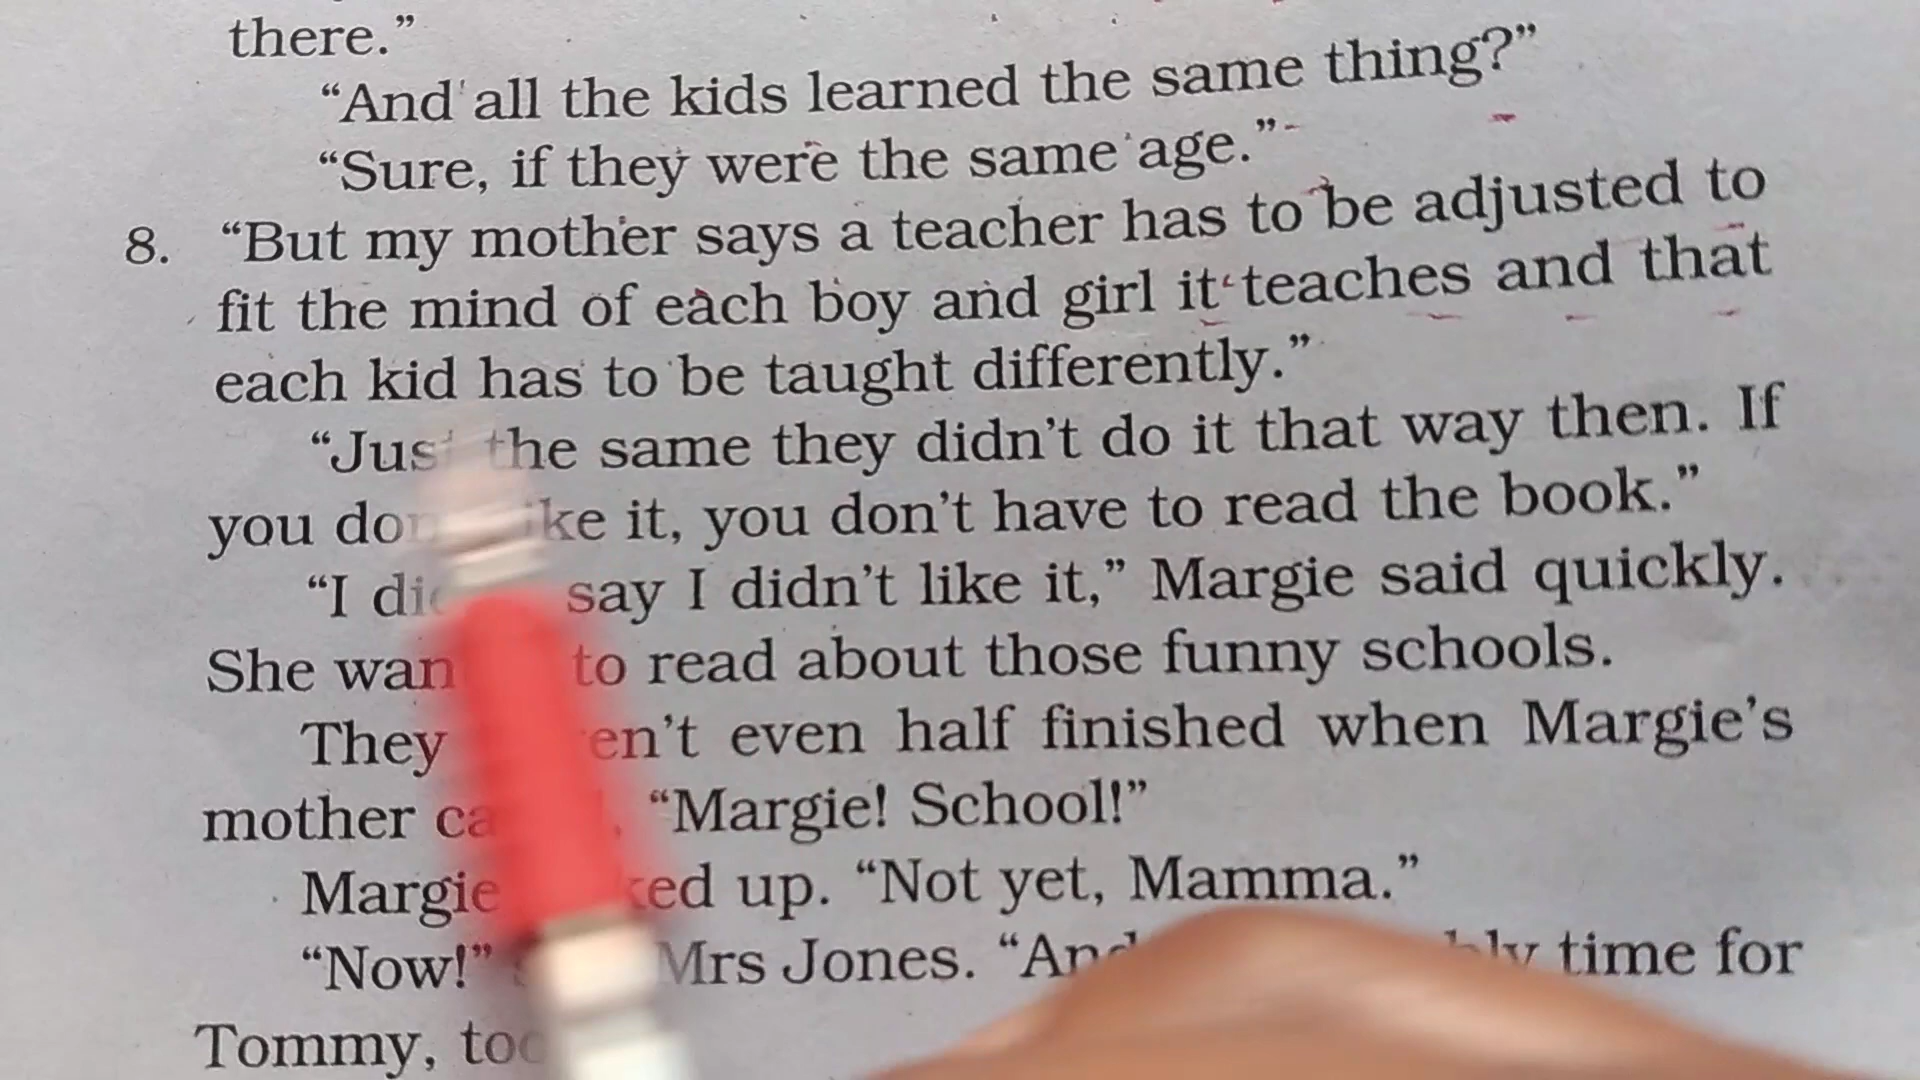 there.”
“And all the kids learned the same thing?”
“Sure, if they were the same age.”
8. “But my mother says a teacher has to be adjusted to
fit the mind of each boy and girl it teaches and that
each kid has to be taught differently.”
“Just the same they didn’t do it that way then. If
you it, you don’t have to read the book.”
“I say I didn’t like it,” Margie said quickly.
She to read about those funny schools.
They even half finished when Margie’s
mother “Margie! School!”
Margie up. “Not yet, Mamma.”
“Now!” Mrs Jones. time for
Tommy,